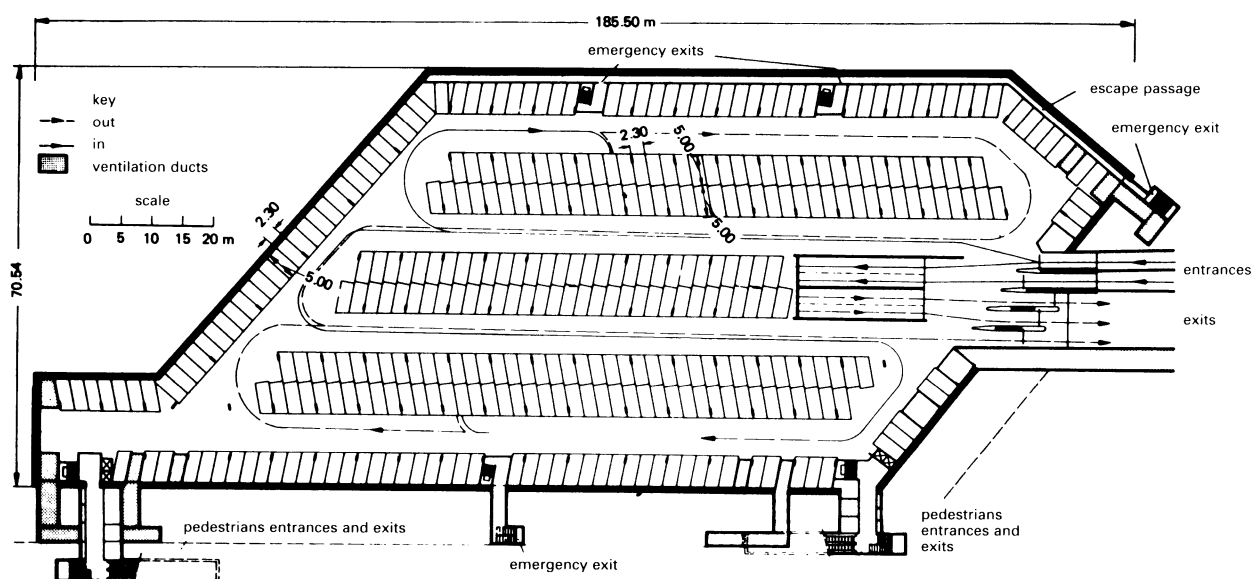 185.50 m
emergency exits
key
out
in
ventilation ducts
scale
0 5 10 15 20 m
70.54
escape passage
emergency exit
2.30
5.00
5.00
2.30
5.00
entrances
exits
pedestrians entrances and exits
emergency exit
pedestrians
entrances and
exits